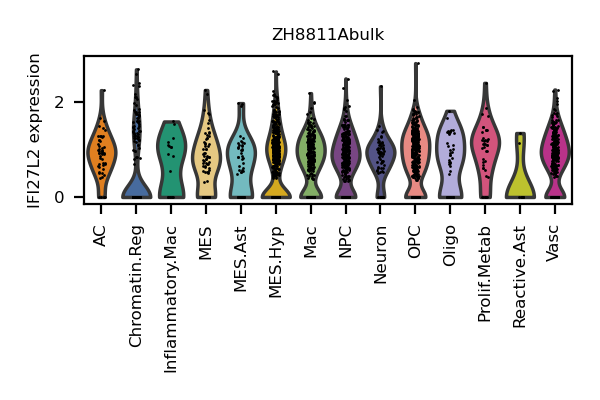 ZH8811Abulk
IFI27L2 expression
2
0
AC
Chromatin.Reg
Inflammatory.Mac
MES
MES.Ast
MES.Hyp
Mac
NPC
Neuron
OPC
Oligo
Prolif.Metab
Reactive.Ast
Vasc